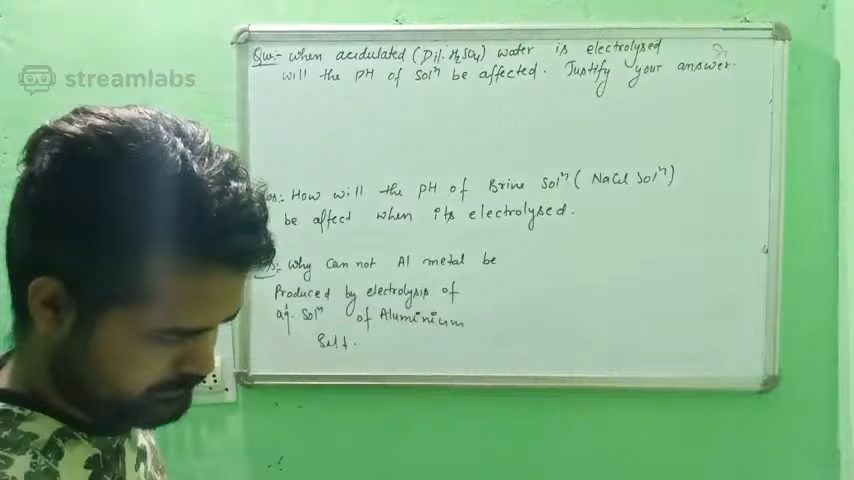 streamlabs
Que:- when acidulated (Dil. H₂SO₄) water is electrolysed
will the PH of Solⁿ be affected. Justify your answer.
How will the pH of Brine Solⁿ (NaCl Solⁿ)
be affect when its electrolysed.
Why Can not Al metal be
Produced by electrolysis of
aq. Solⁿ of Aluminium
Salt.